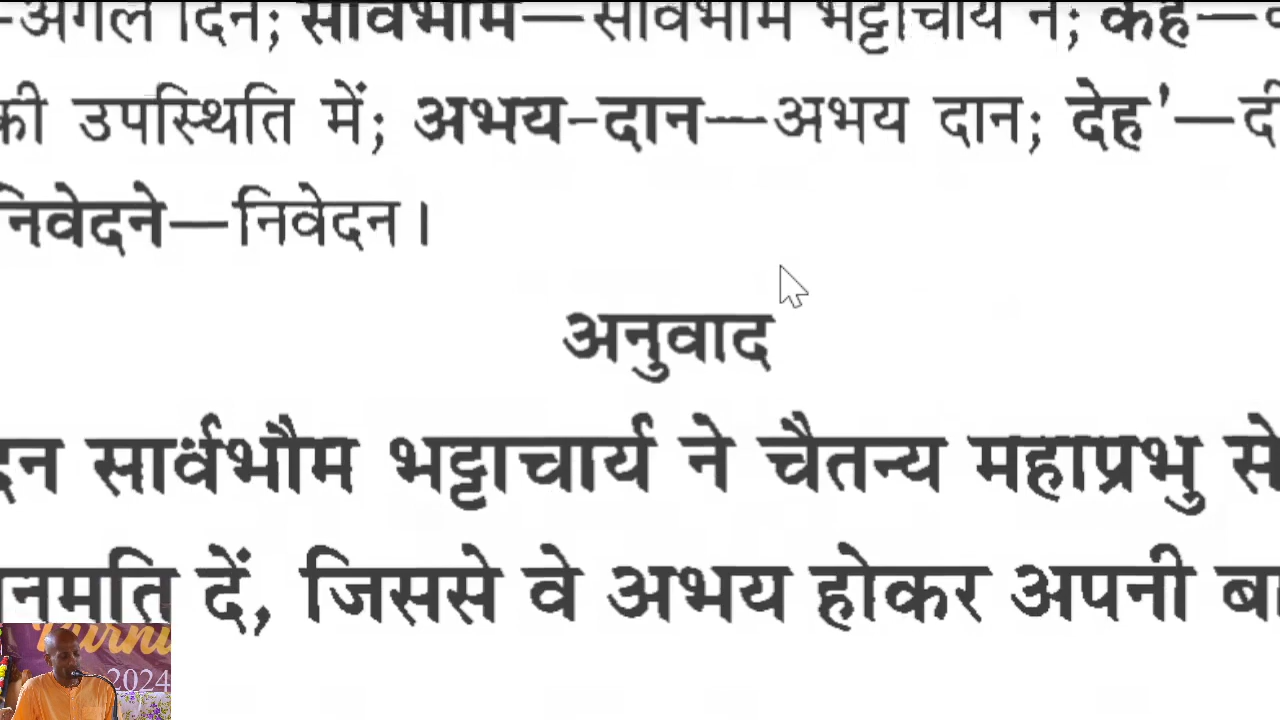 -अगले दिन; सार्वभौम—सार्वभौम भट्टाचार्य ने; कहे—
की उपस्थिति में; अभय-दान—अभय दान; देह'—दी
निवेदने—निवेदन।
अनुवाद
सार्वभौम भट्टाचार्य ने चैतन्य महाप्रभु से
दें, जिससे वे अभय होकर अपनी
2024